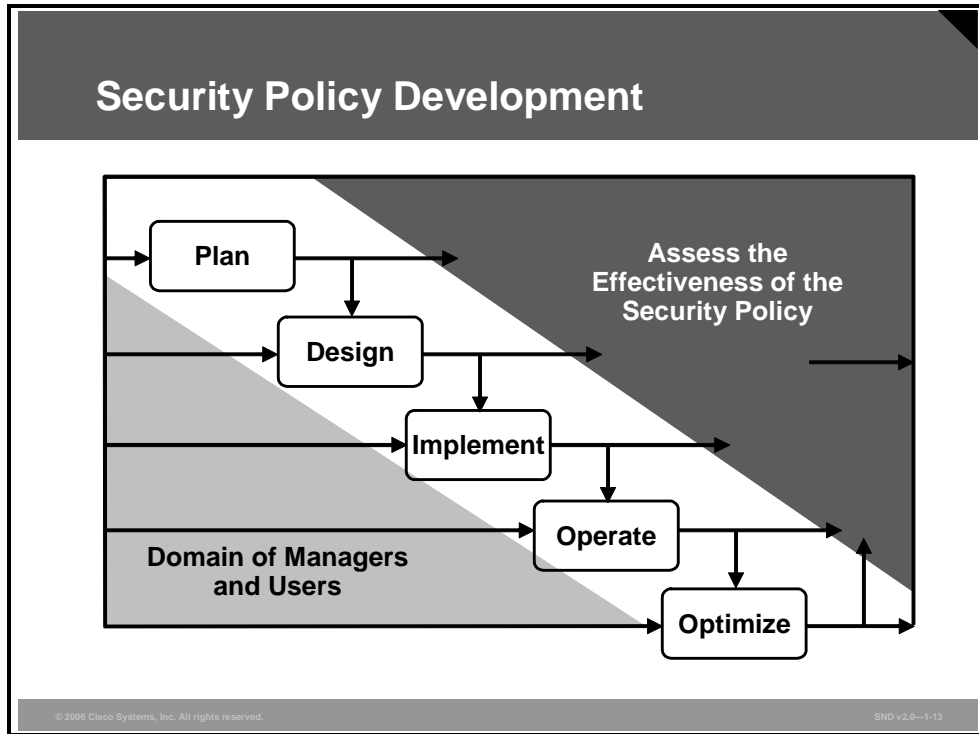 Security Policy Development
Plan
Assess the
Effectiveness of the
Security Policy
Design
Implement
Operate
Domain of Managers
and Users
Optimize
© 2006 Cisco Systems, Inc. All rights reserved.
SND v2.0—1-13